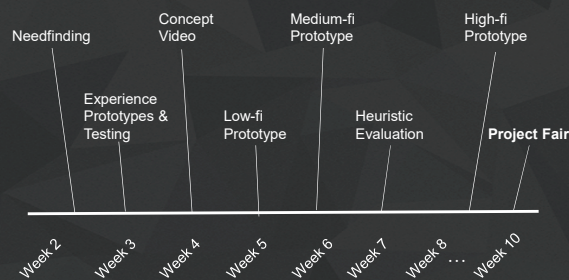 Needfinding
Concept
Video
Medium-fi
Prototype
High-fi
Prototype
Experience
Prototypes &
Testing
Low-fi
Prototype
Heuristic
Evaluation
Project Fair
Week 2
Week 3
Week 4
Week 5
Week 6
Week 7
Week 8
...
Week 10